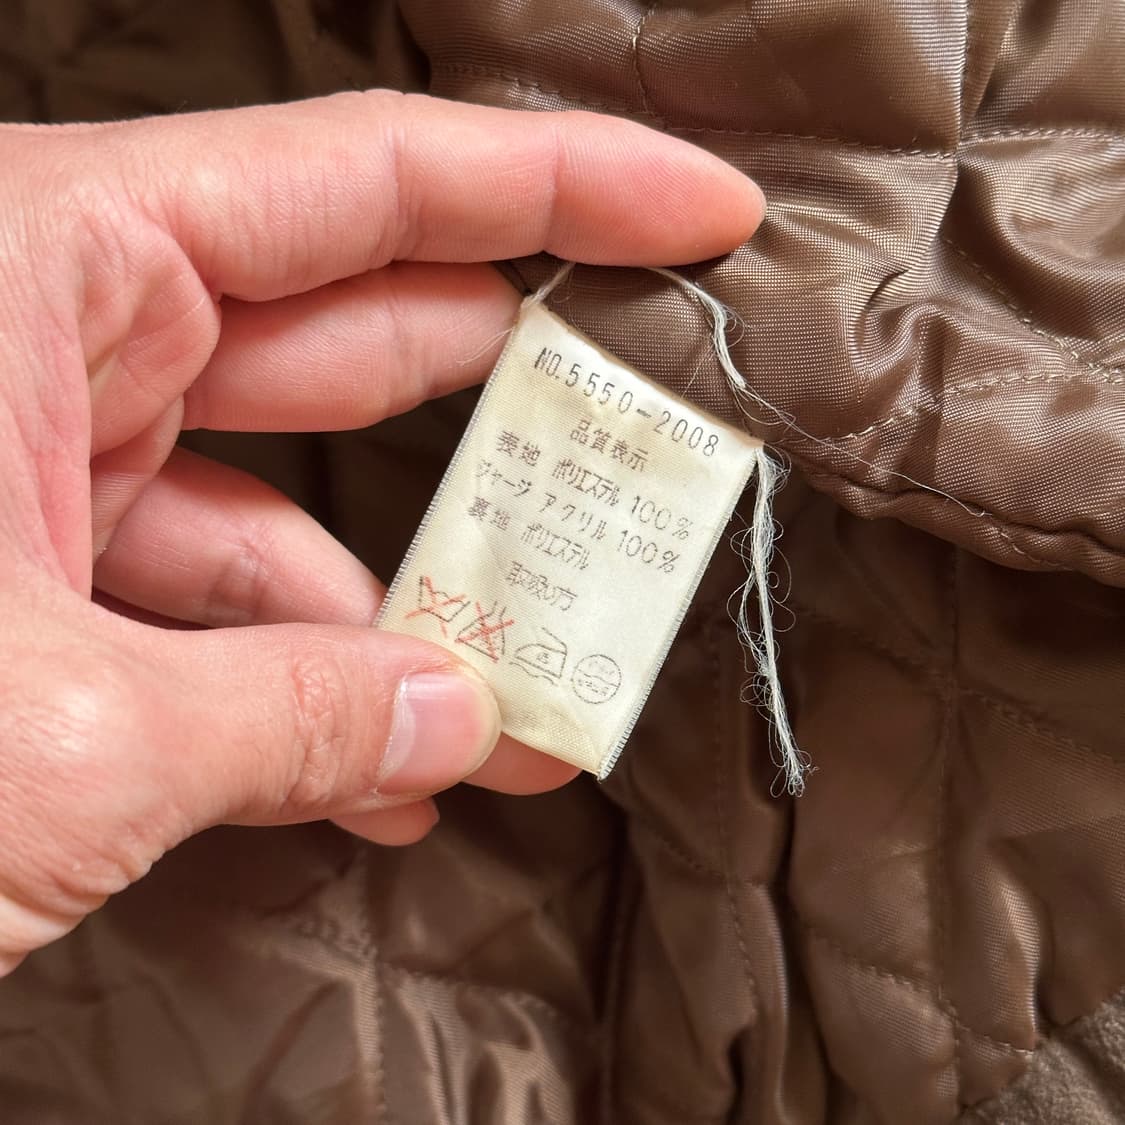 NO.5550-2008
品質表示
表地 ポリエステル 100%
ジャージ アクリル 100%
裏地 ポリエステル
取扱い方